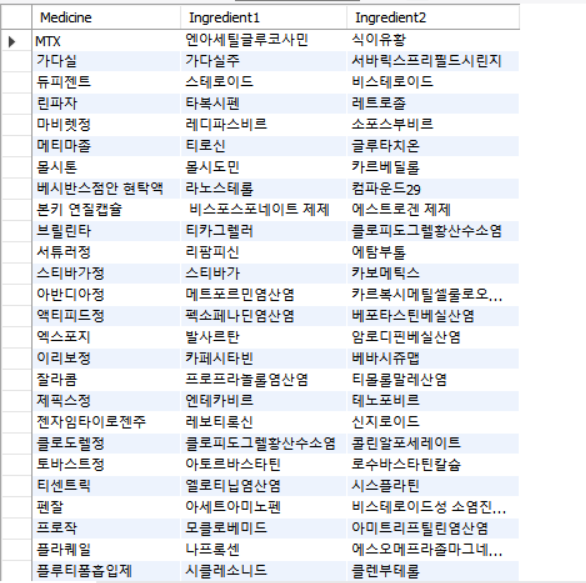 Medicine Ingredient1 Ingredient2
MTX 엔아세틸글루코사민 식이유황
가다실 가다실주 서바릭스프리필드시린지
듀피젠트 스테로이드 비스테로이드
린파자 타목시펜 레트로졸
마비렛정 레디파스비르 소포스부비르
메티마졸 티로신 글루타치온
몰시톤 몰시도민 카르베딜롤
베시반스점안 현탁액 라노스테롤 컴파운드29
본키 연질캡슐 비스포스포네이트 제제 에스트로겐 제제
브릴린타 티카그렐러 클로피도그렐황산수소염
서튜러정 리팜피신 에탐부톨
스티바가정 스티바가 카보메틱스
아반디아정 메트포르민염산염 카르복시메틸셀룰로오...
액티피드정 펙소페나딘염산염 베포타스틴베실산염
엑스포지 발사르탄 암로디핀베실산염
이리보정 카페시타빈 베바시쥬맵
잘라콤 프로프라놀롤염산염 티몰롤말레산염
제픽스정 엔테카비르 테노포비르
젠자임타이로젠주 레보티록신 신지로이드
클로도렐정 클로피도그렐황산수소염 콜린알포세레이트
토바스트정 아토르바스타틴 로수바스타틴칼슘
티센트릭 엘로티닙염산염 시스플라틴
펜잘 아세트아미노펜 비스테로이드성 소염진...
프로작 모클로베미드 아미트리프틸린염산염
플라퀘일 나프록센 에스오메프라졸마그네...
플루티폼흡입제 시클레소니드 클렌부테롤